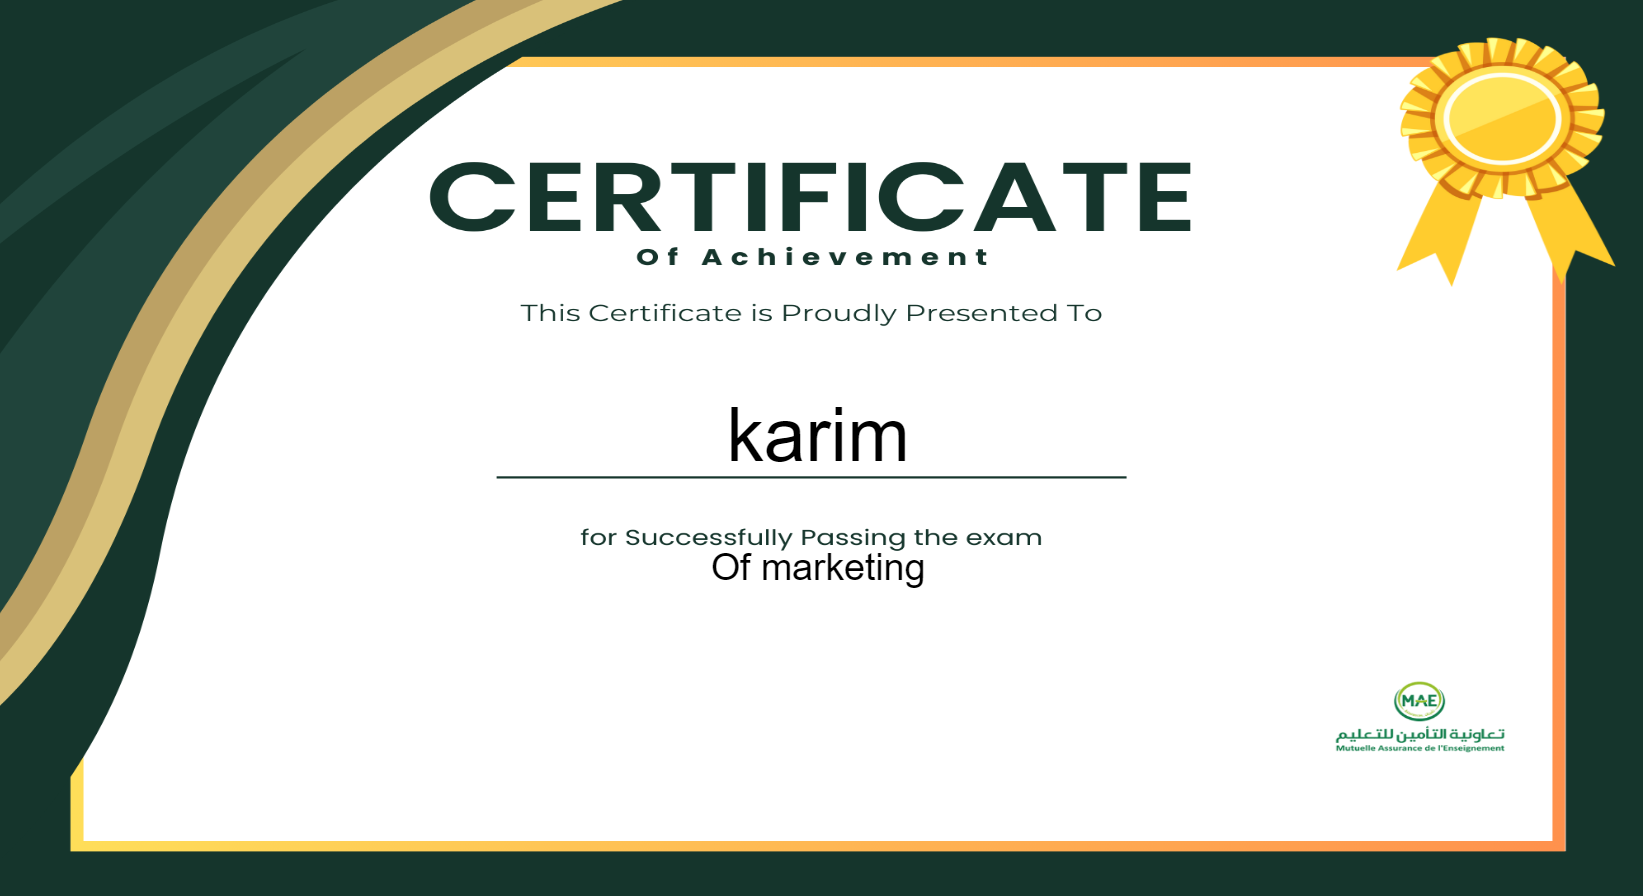 CERTIFICATE
Of Achievement
This Certificate is Proudly Presented To
karim
for Successfully Passing the exam
Of marketing
MAE
تعاونية التأمين للتعليم
Mutuelle Assurance de l'Enseignement